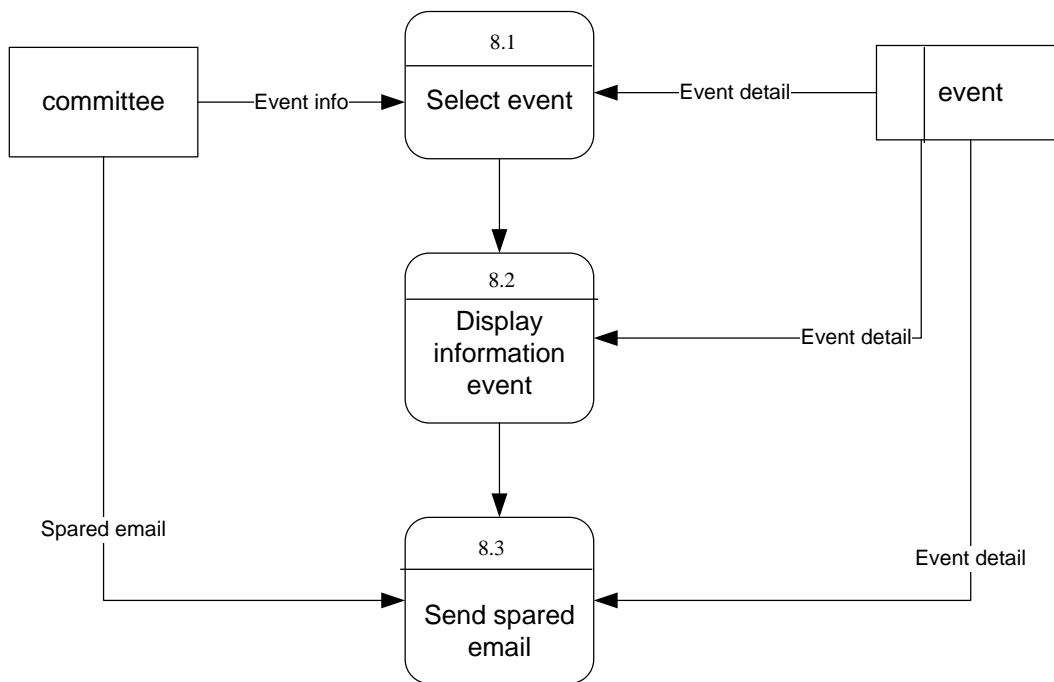 8.1
committee
Event info
Select event
Event detail
event
8.2
Display
information
event
Event detail
Spared email
8.3
Event detail
Send spared
email